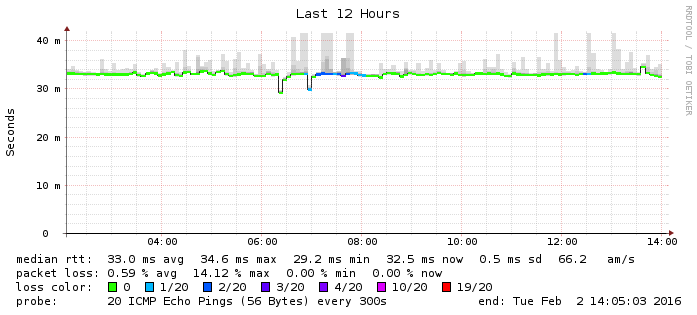 Last 12 Hours
RRDTOOL / TOBI OETIKER
Seconds
40 m
30 m
20 m
10 m
0
04:00 06:00 08:00 10:00 12:00 14:00
median rtt: 33.0 ms avg 34.6 ms max 29.2 ms min 32.5 ms now 0.5 ms sd 66.2 am/s
packet loss: 0.59 % avg 14.12 % max 0.00 % min 0.00 % now
loss color: 0 1/20 2/20 3/20 4/20 10/20 19/20
probe: 20 ICMP Echo Pings (56 Bytes) every 300s end: Tue Feb 2 14:05:03 2016